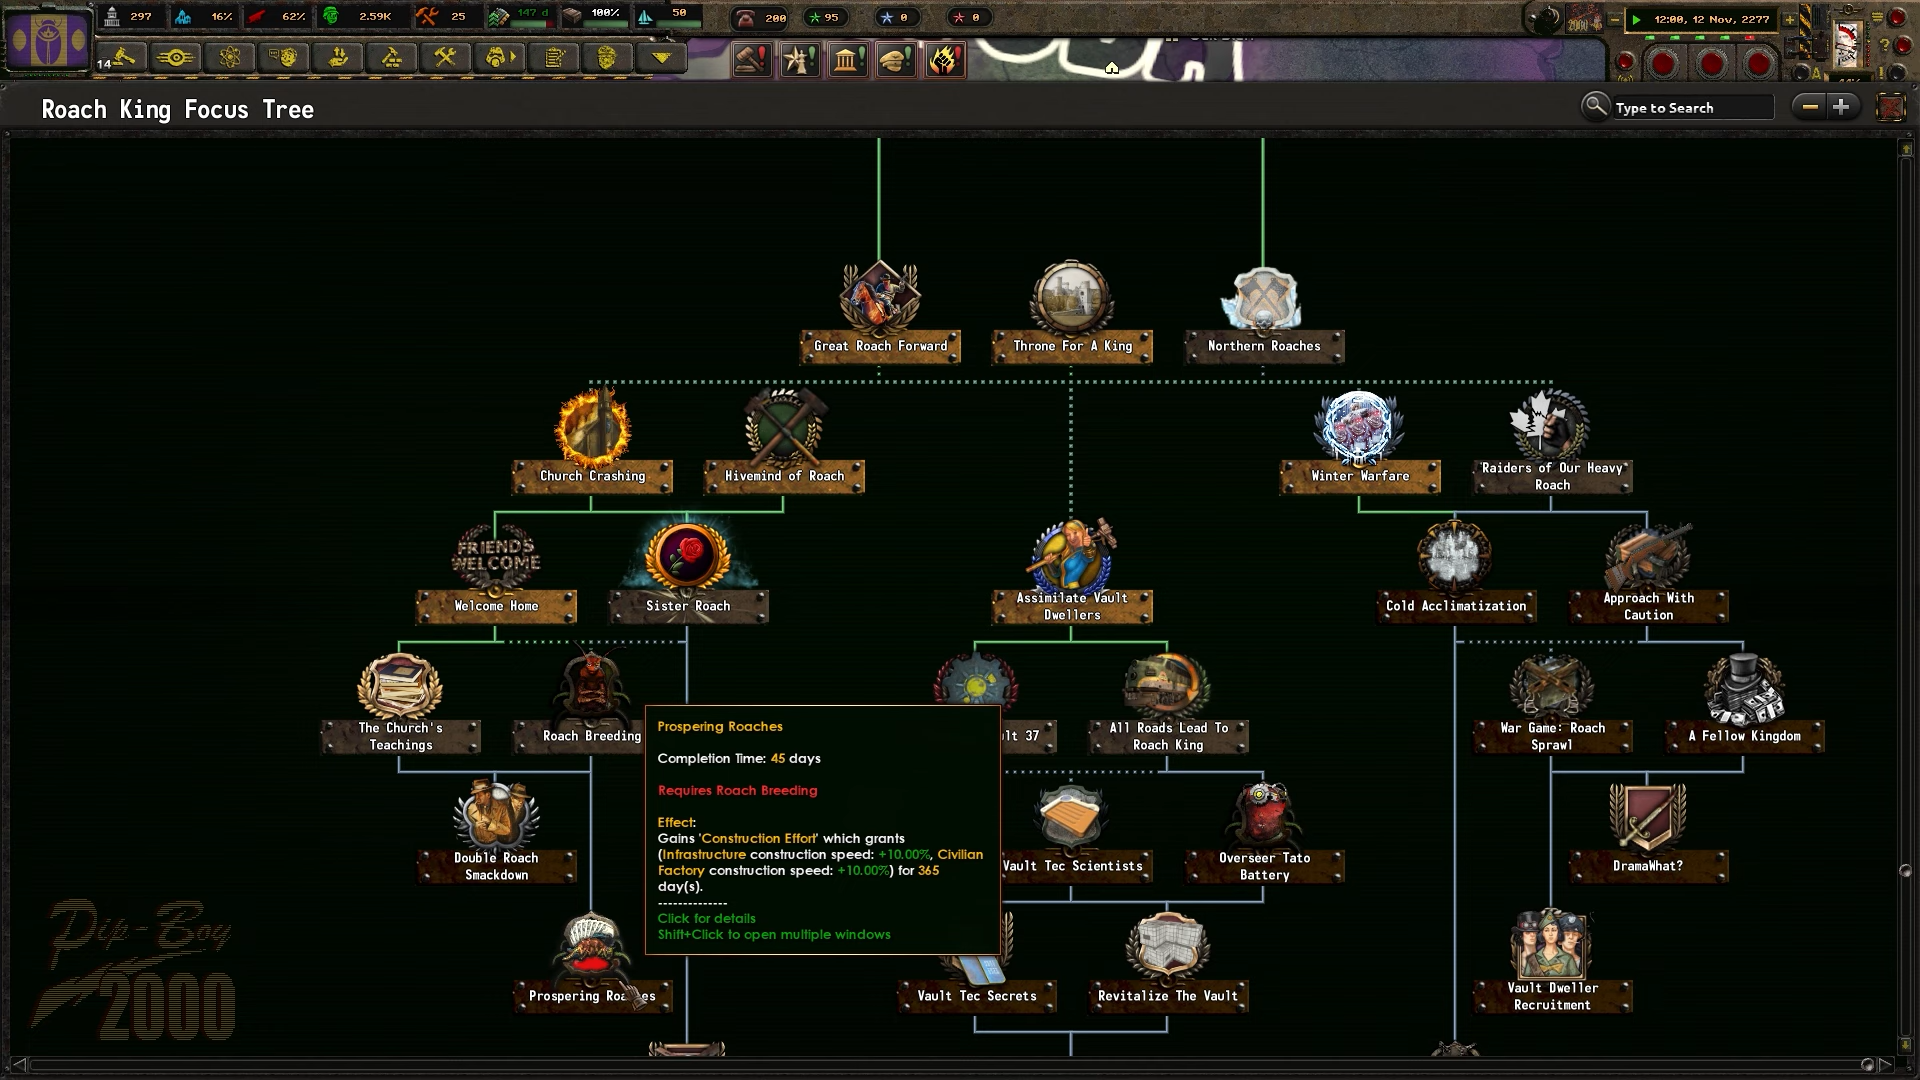 297 16% 62% 2.59K 25 147 d 100% 50 200 95 0 0 12:00, 12 Nov, 2277
14
Roach King Focus Tree
Type to Search
Great Roach Forward
Throne For A King
Northern Roaches
Church Crashing
Hivemind of Roach
Winter Warfare
Raiders of Our Heavy
Roach
FRIENDS
WELCOME
Welcome Home
Sister Roach
Assimilate Vault
Dwellers
Cold Acclimatization
Approach With
Caution
The Church's
Teachings
Roach Breeding
ult 37
All Roads Lead To
Roach King
War Game: Roach
Sprawl
A Fellow Kingdom
Prospering Roaches
Completion Time: 45 days
Requires Roach Breeding
Effect:
Gains 'Construction Effort' which grants
(Infrastructure construction speed: +10.00%, Civilian
Factory construction speed: +10.00%) for 365
day(s).
--------------
Click for details
Shift+Click to open multiple windows
Double Roach
Smackdown
Vault Tec Scientists
Overseer Tato
Battery
DramaWhat?
Prospering Roaches
Vault Tec Secrets
Revitalize The Vault
Vault Dweller
Recruitment
Pip-Boy
2000